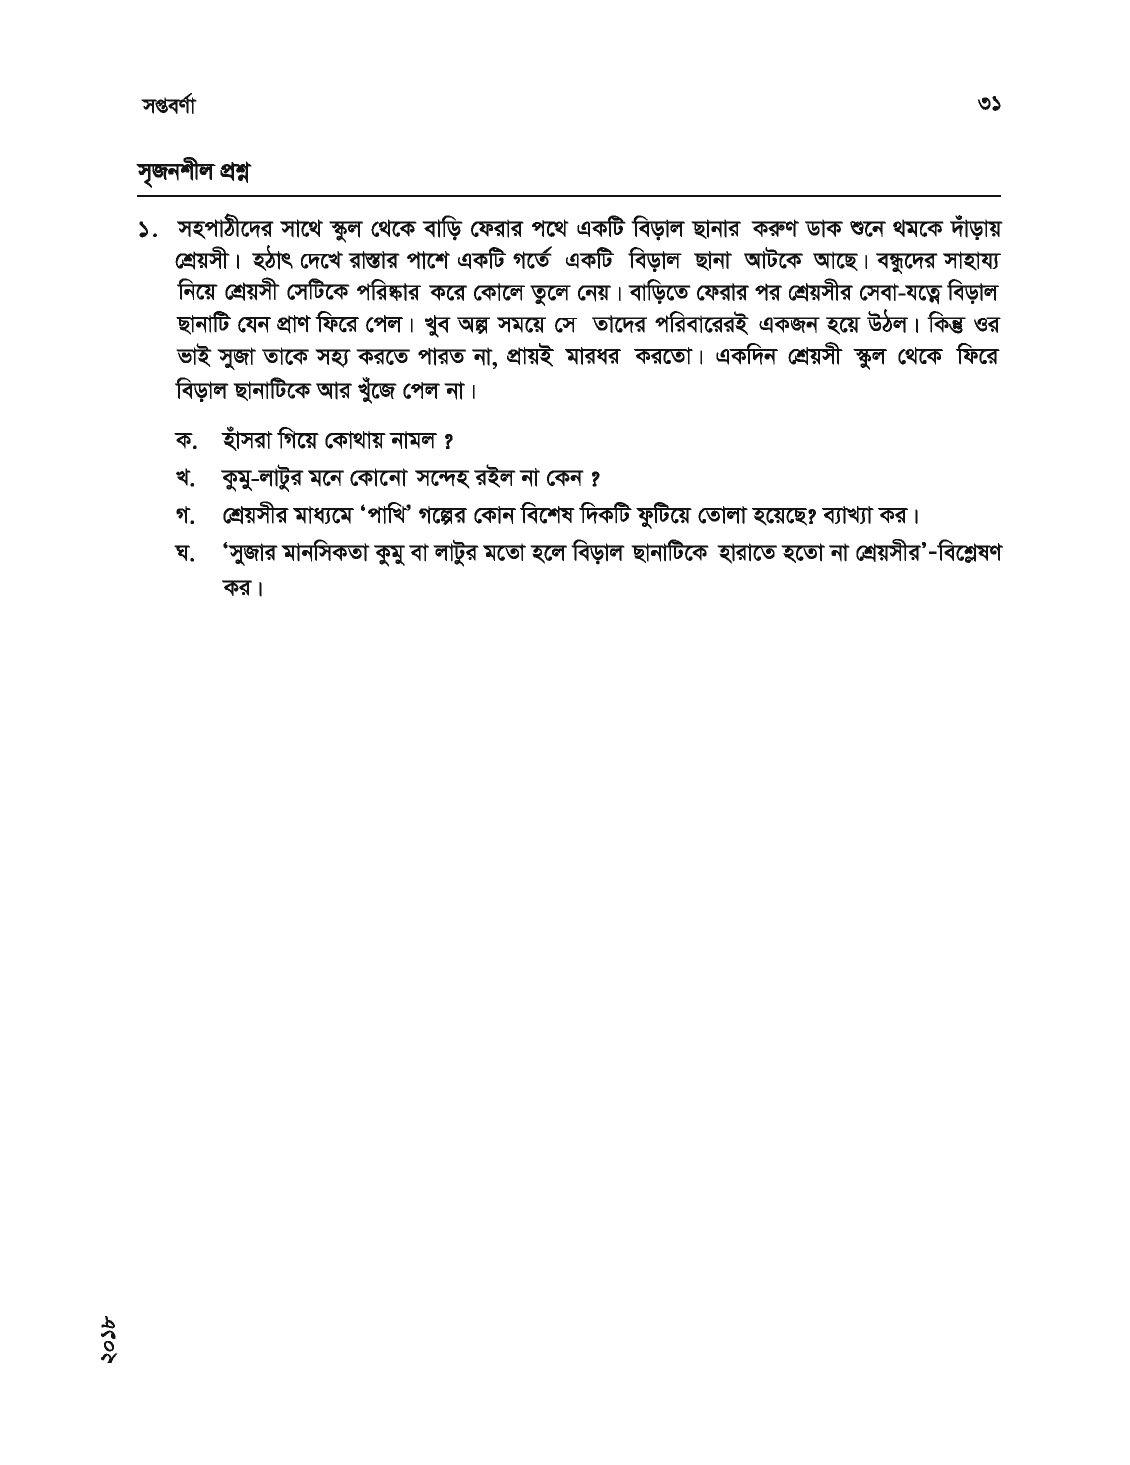 সপ্তবর্ণা ৩১
সৃজনশীল প্রশ্ন
১. সহপাঠীদের সাথে স্কুল থেকে বাড়ি ফেরার পথে একটি বিড়াল ছানার করুণ ডাক শুনে থমকে দাঁড়ায়
শ্রেয়সী। হঠাৎ দেখে রাস্তার পাশে একটি গর্তে একটি বিড়াল ছানা আটকে আছে। বন্ধুদের সাহায্য
নিয়ে শ্রেয়সী সেটিকে পরিষ্কার করে কোলে তুলে নেয়। বাড়িতে ফেরার পর শ্রেয়সীর সেবা-যত্নে বিড়াল
ছানাটি যেন প্রাণ ফিরে পেল। খুব অল্প সময়ে সে তাদের পরিবারেরই একজন হয়ে উঠল। কিন্তু ওর
ভাই সুজা তাকে সহ্য করতে পারত না, প্রায়ই মারধর করতো। একদিন শ্রেয়সী স্কুল থেকে ফিরে
বিড়াল ছানাটিকে আর খুঁজে পেল না।
ক. হাঁসরা গিয়ে কোথায় নামল ?
খ. কুমু-লাটুর মনে কোনো সন্দেহ রইল না কেন ?
গ. শ্রেয়সীর মাধ্যমে ‘পাখি’ গল্পের কোন বিশেষ দিকটি ফুটিয়ে তোলা হয়েছে? ব্যাখ্যা কর।
ঘ. ‘সুজার মানসিকতা কুমু বা লাটুর মতো হলে বিড়াল ছানাটিকে হারাতে হতো না শ্রেয়সীর’-বিশ্লেষণ
কর।
২০১৮